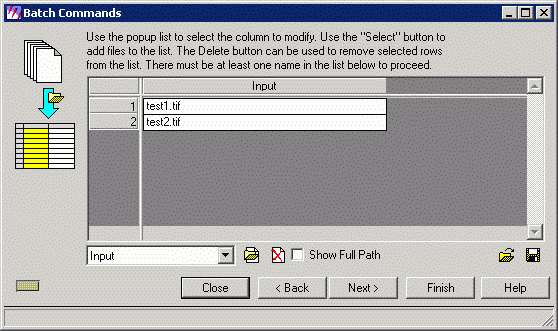 Batch Commands
Use the popup list to select the column to modify. Use the "Select" button to
add files to the list. The Delete button can be used to remove selected rows
from the list. There must be at least one name in the list below to proceed.
Input
1 test1.tif
2 test2.tif
Input Show Full Path
Close < Back Next > Finish Help